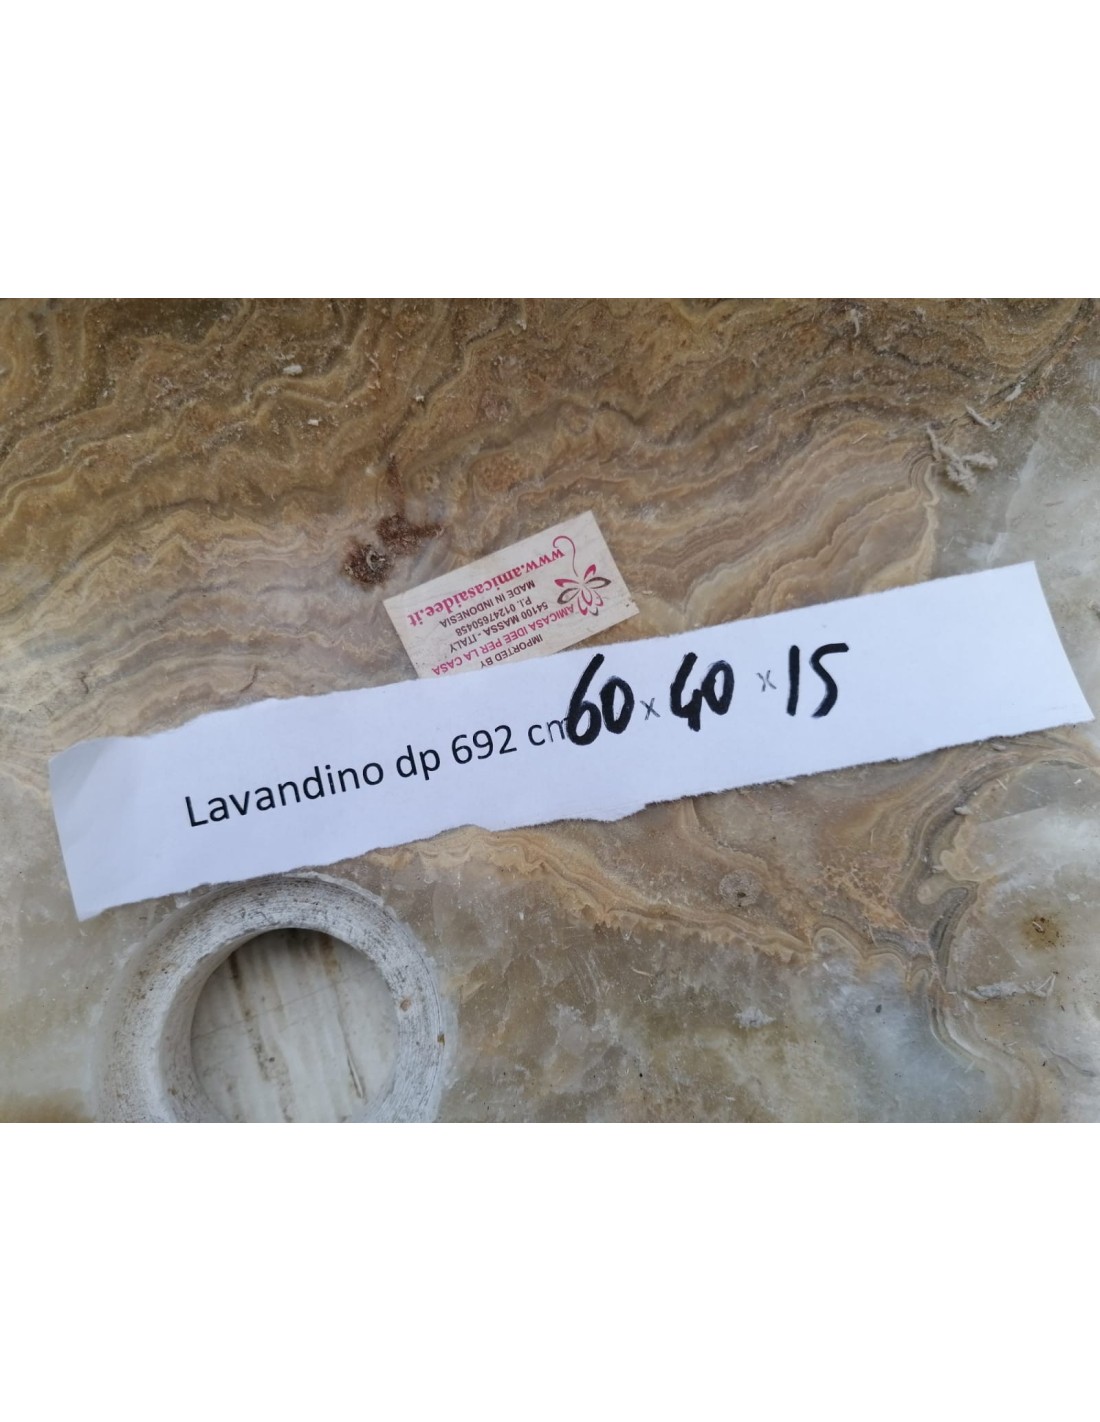 Lavandino dp 692 cm 60 x 40 x 15
IMPORTED BY
AMICASA IDEE PER LA CASA
54100 MASSA - ITALY
P.I. 01247650458
MADE IN INDONESIA
www.amicasaidee.it